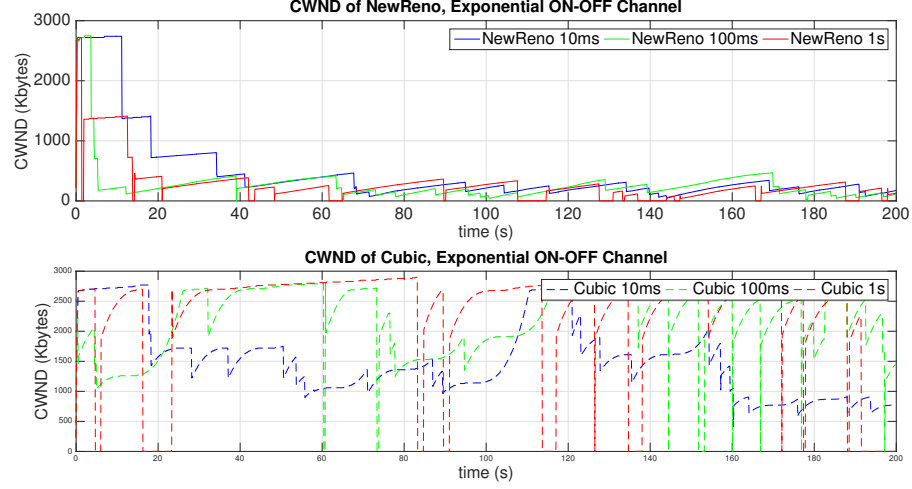 CWND of NewReno, Exponential ON-OFF Channel
NewReno 10ms NewReno 100ms NewReno 1s
CWND (Kbytes)
3000
2000
1000
0
0 20 40 60 80 100 120 140 160 180 200
time (s)
CWND of Cubic, Exponential ON-OFF Channel
Cubic 10ms Cubic 100ms Cubic 1s
CWND (Kbytes)
3000
2500
2000
1500
1000
500
0
0 20 40 60 80 100 120 140 160 180 200
time (s)